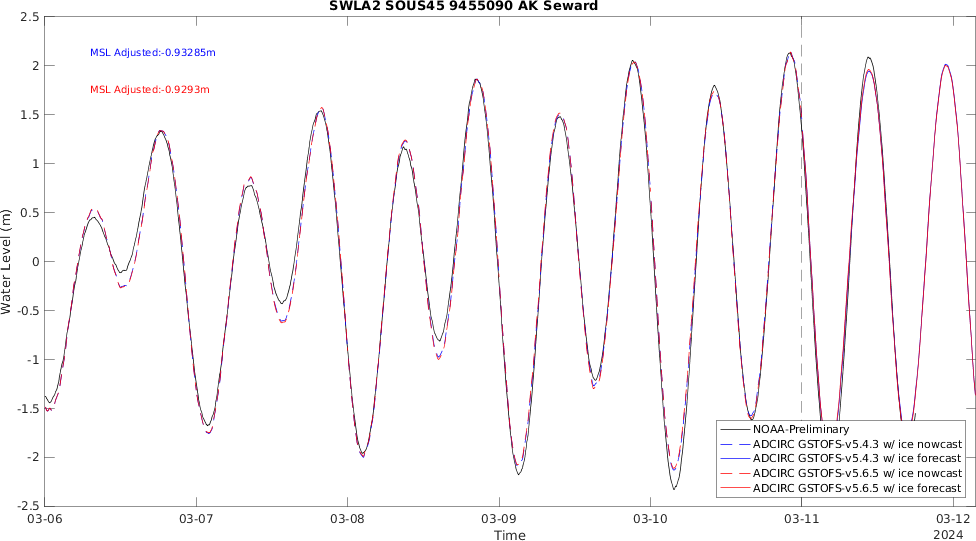 SWLA2 SOUS45 9455090 AK Seward
MSL Adjusted:-0.93285m
MSL Adjusted:-0.9293m
Water Level (m)
2.5
2
1.5
1
0.5
0
-0.5
-1
-1.5
-2
-2.5
NOAA-Preliminary
ADCIRC GSTOFS-v5.4.3 w/ ice nowcast
ADCIRC GSTOFS-v5.4.3 w/ ice forecast
ADCIRC GSTOFS-v5.6.5 w/ ice nowcast
ADCIRC GSTOFS-v5.6.5 w/ ice forecast
03-06 03-07 03-08 03-09 03-10 03-11 03-12
2024
Time